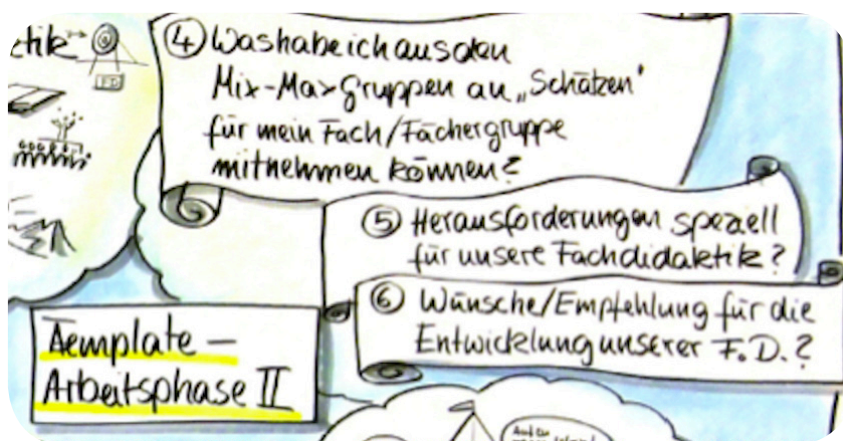 ④ Was habe ich aus den
Mix-Max Gruppen an „Schätzen"
für mein Fach/Fächergruppe
mitnehmen können?
⑤ Herausforderungen speziell
für unsere Fachdidaktik?
⑥ Wünsche/Empfehlung für die
Entwicklung unserer F.D.?
Template –
Arbeitsphase II